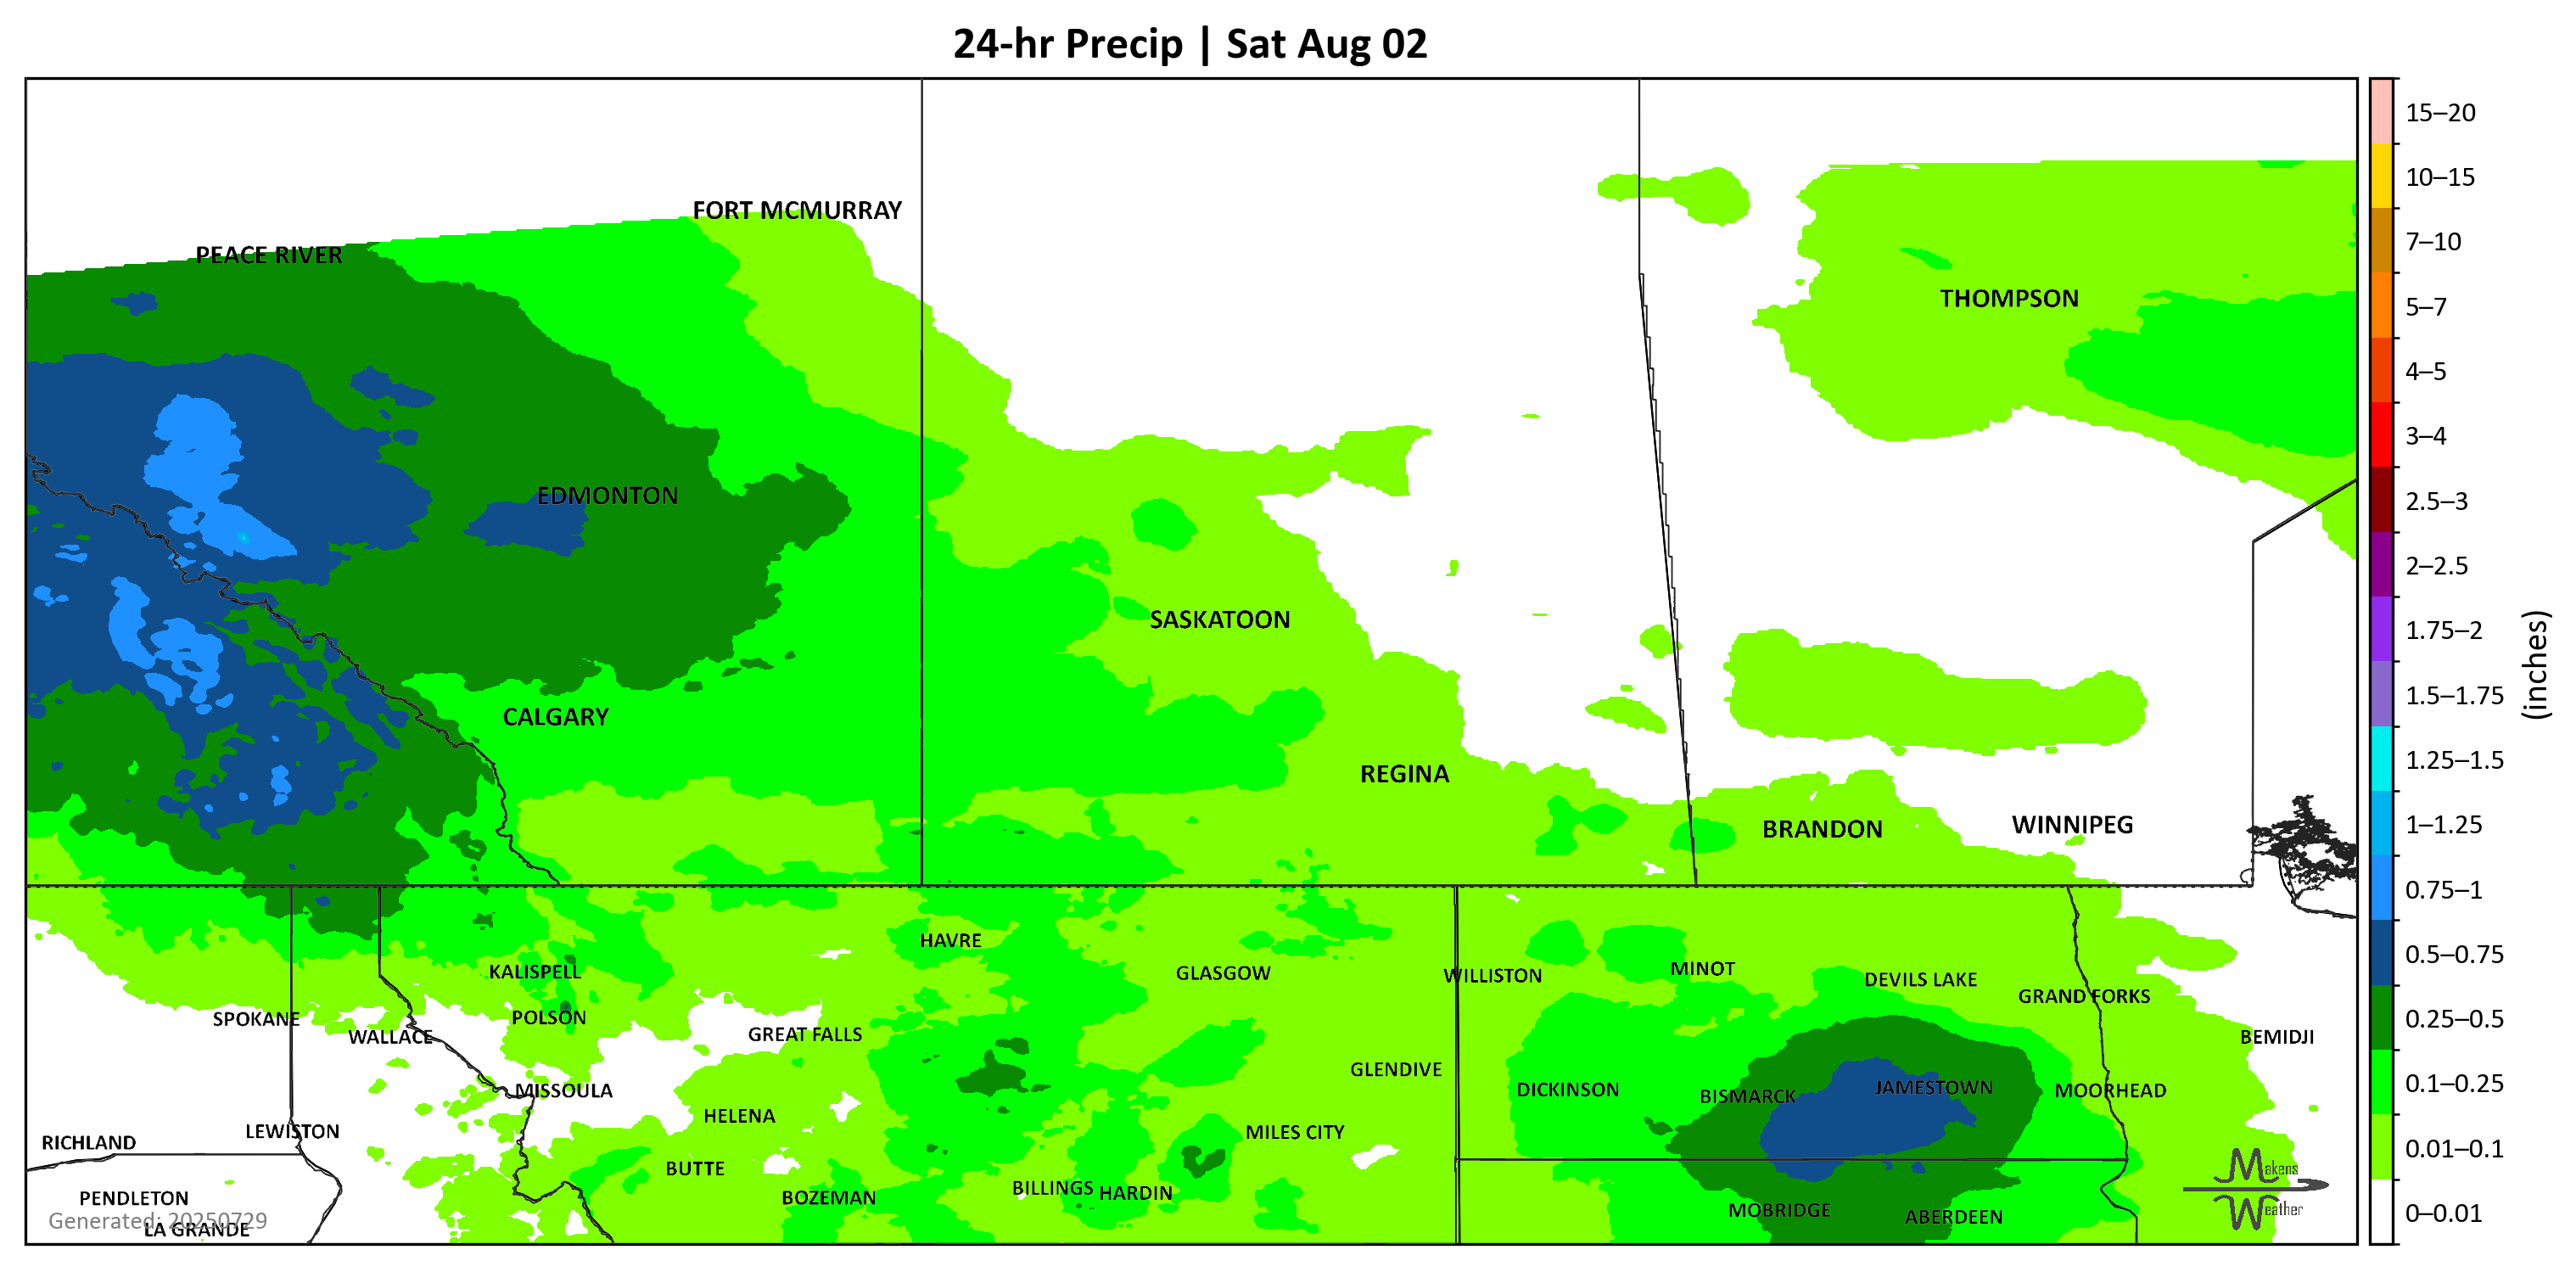 24-hr Precip | Sat Aug 02
FORT MCMURRAY
PEACE RIVER
THOMPSON
EDMONTON
SASKATOON
CALGARY
REGINA
BRANDON
WINNIPEG
HAVRE
KALISPELL
GLASGOW
WILLISTON
MINOT
DEVILS LAKE
GRAND FORKS
SPOKANE
WALLACE
POLSON
GREAT FALLS
BEMIDJI
GLENDIVE
MISSOULA
DICKINSON
BISMARCK
JAMESTOWN
MOORHEAD
HELENA
RICHLAND
LEWISTON
MILES CITY
BUTTE
PENDLETON
BOZEMAN
BILLINGS
HARDIN
MOBRIDGE
ABERDEEN
Generated: 20250729
LA GRANDE
Makens
Weather
15–20
10–15
7–10
5–7
4–5
3–4
2.5–3
2–2.5
1.75–2
1.5–1.75
1.25–1.5
1–1.25
0.75–1
0.5–0.75
0.25–0.5
0.1–0.25
0.01–0.1
0–0.01
(inches)